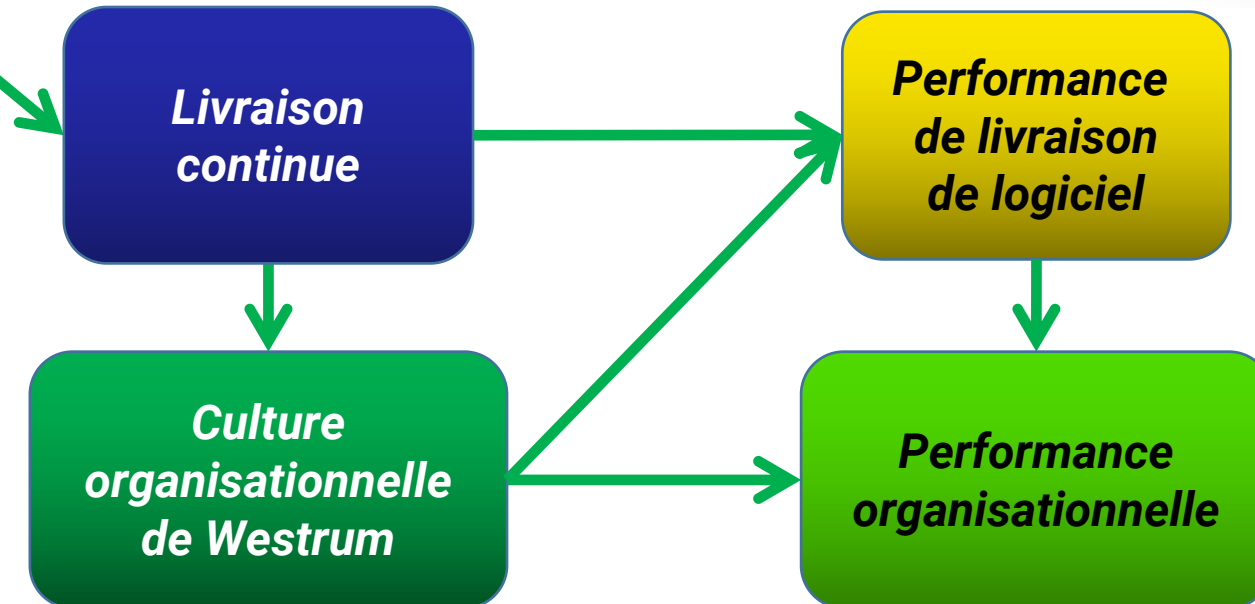 Livraison
continue
Performance
de livraison
de logiciel
Culture
organisationnelle
de Westrum
Performance
organisationnelle